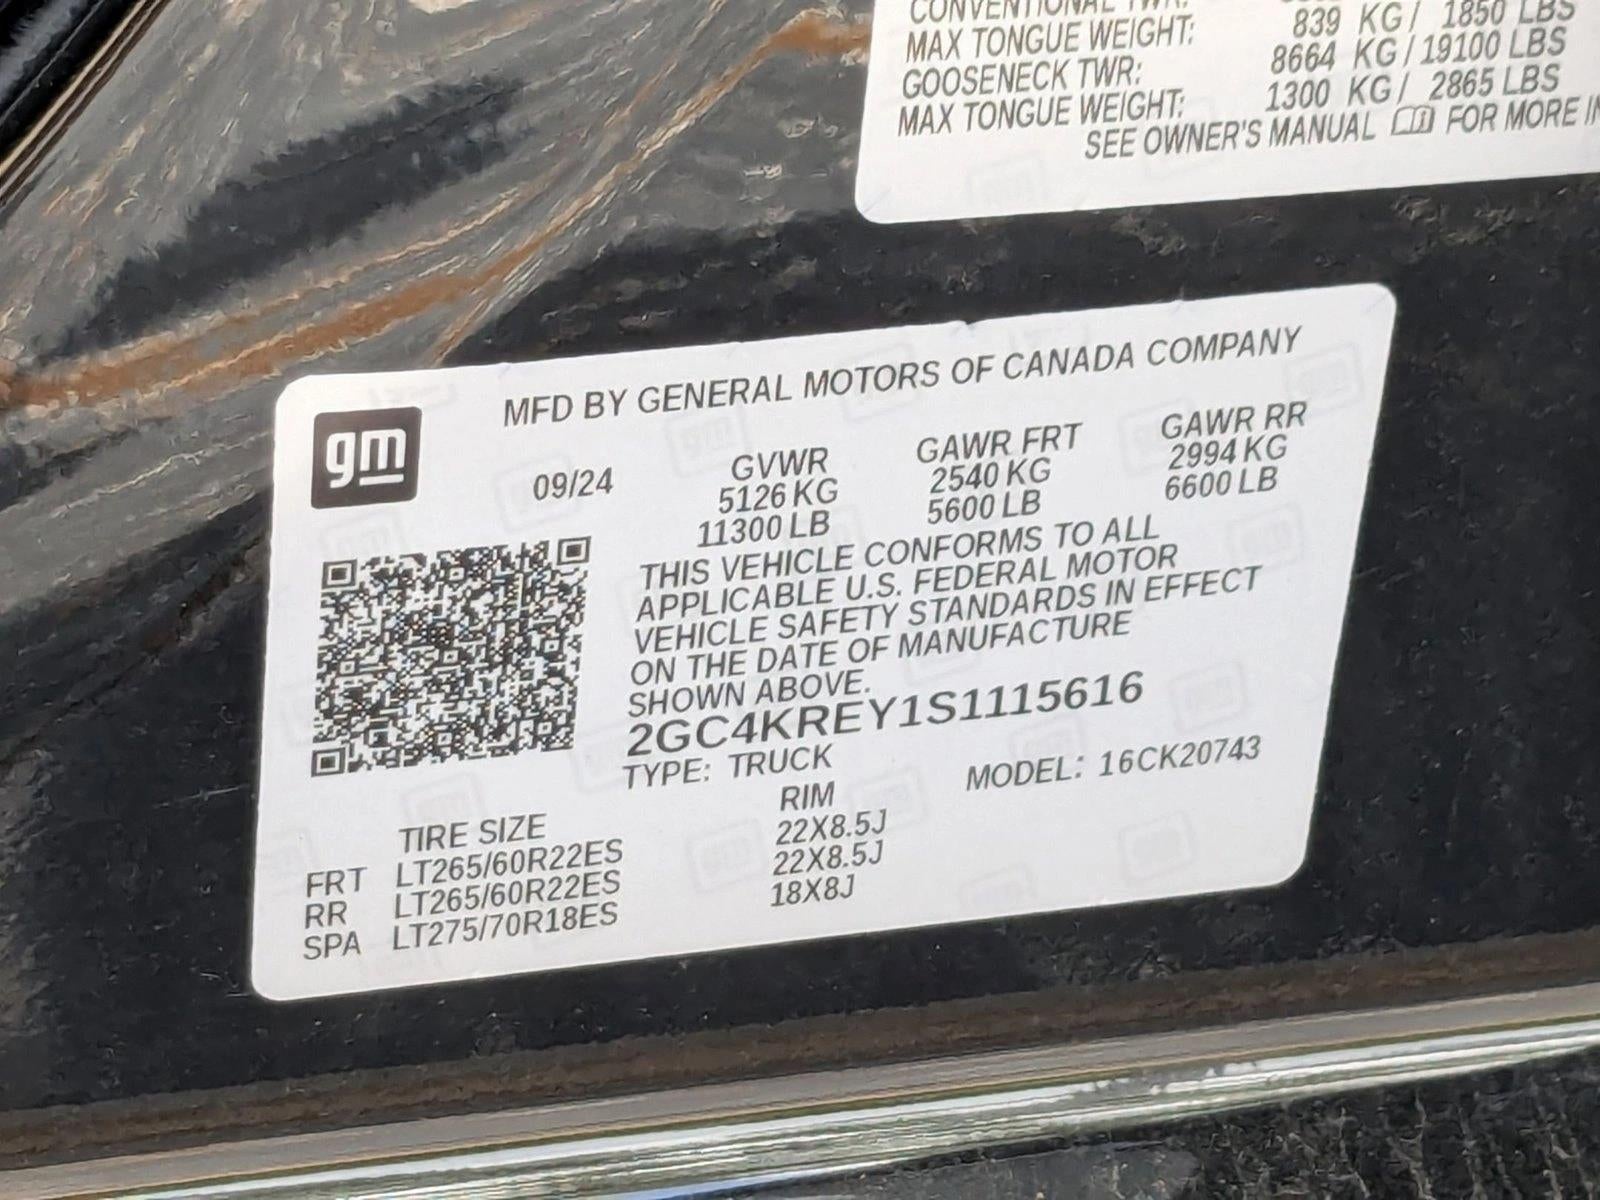 CONVENTIONAL TWR:
MAX TONGUE WEIGHT: 839 KG / 1850 LBS
GOOSENECK TWR: 8664 KG / 19100 LBS
MAX TONGUE WEIGHT: 1300 KG / 2865 LBS
SEE OWNER'S MANUAL FOR MORE
MFD BY GENERAL MOTORS OF CANADA COMPANY
gm
09/24
GVWR GAWR FRT GAWR RR
5126 KG 2540 KG 2994 KG
11300 LB 5600 LB 6600 LB
THIS VEHICLE CONFORMS TO ALL
APPLICABLE U.S. FEDERAL MOTOR
VEHICLE SAFETY STANDARDS IN EFFECT
ON THE DATE OF MANUFACTURE
SHOWN ABOVE.
2GC4KREY1S1115616
TYPE: TRUCK MODEL: 16CK20743
TIRE SIZE RIM
FRT LT265/60R22ES 22X8.5J
RR LT265/60R22ES 22X8.5J
SPA LT275/70R18ES 18X8J